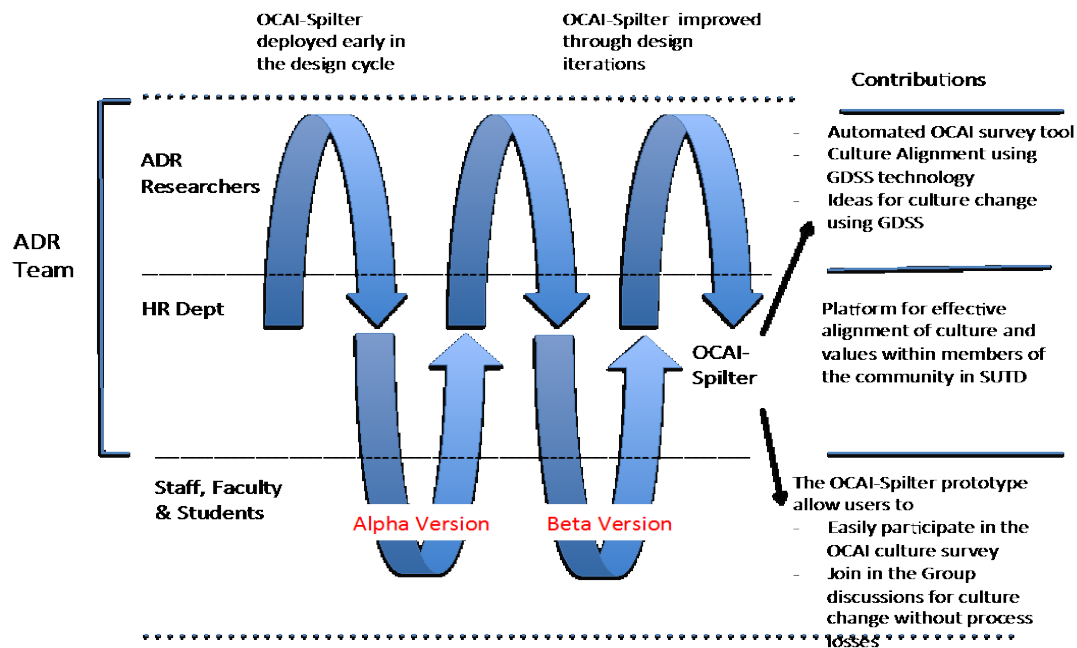 OCAI-Spilter
deployed early in
the design cycle
OCAI-Spilter improved
through design
iterations
Contributions
ADR
Researchers
- Automated OCAI survey tool
- Culture Alignment using
GDSS technology
- Ideas for culture change
using GDSS
ADR
Team
HR Dept
OCAI-
Spilter
Platform for effective
alignment of culture and
values within members of
the community in SUTD
Staff, Faculty
& Students
Alpha Version
Beta Version
The OCAI-Spilter prototype
allow users to
- Easily participate in the
OCAI culture survey
- Join in the Group
discussions for culture
change without process
losses